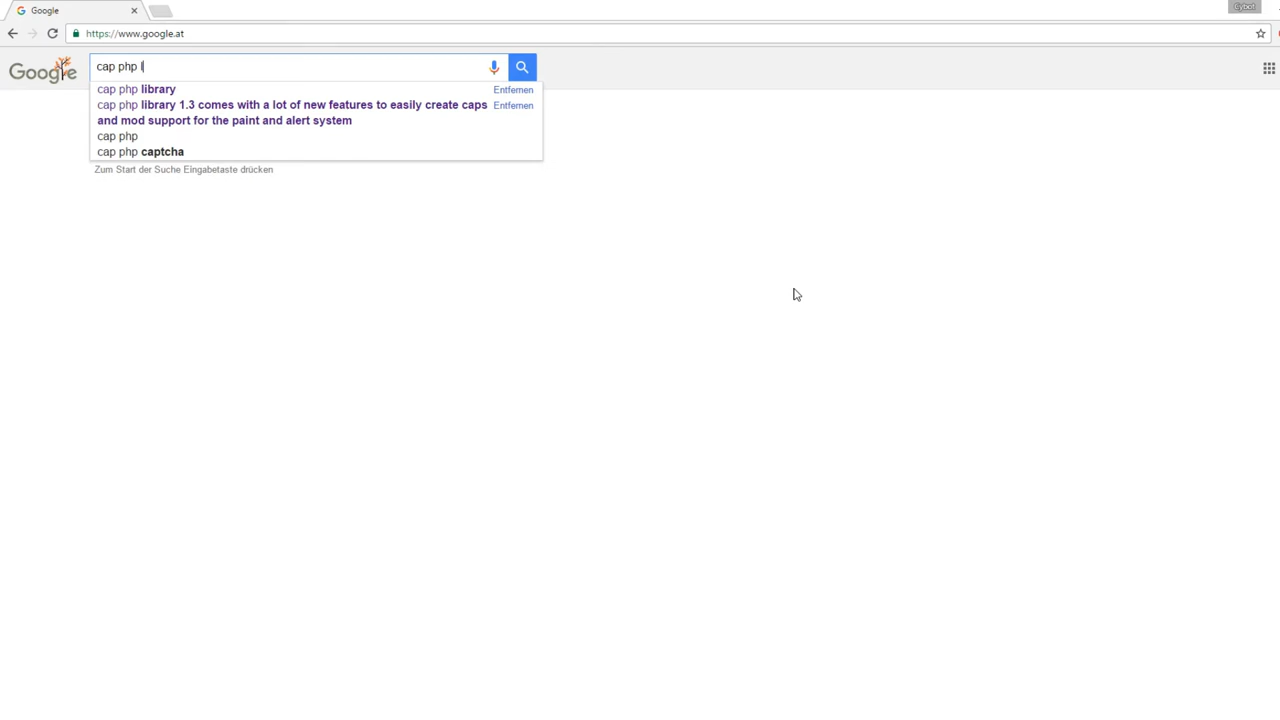 Cybot
Google
https://www.google.at
Google
cap php l
cap php library
Entfernen
cap php library 1.3 comes with a lot of new features to easily create caps
Entfernen
and mod support for the paint and alert system
cap php
cap php captcha
Zum Start der Suche Eingabetaste drücken